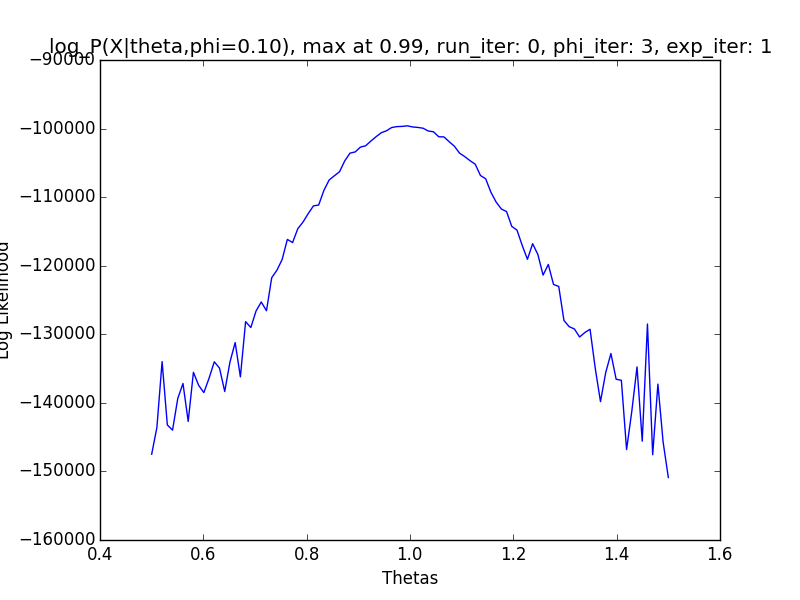 log_P(X|theta,phi=0.10), max at 0.99, run_iter: 0, phi_iter: 3, exp_iter: 1
−90000
−100000
−110000
−120000
Log Likelihood
−130000
−140000
−150000
−160000
0.4 0.6 0.8 1.0 1.2 1.4 1.6
Thetas